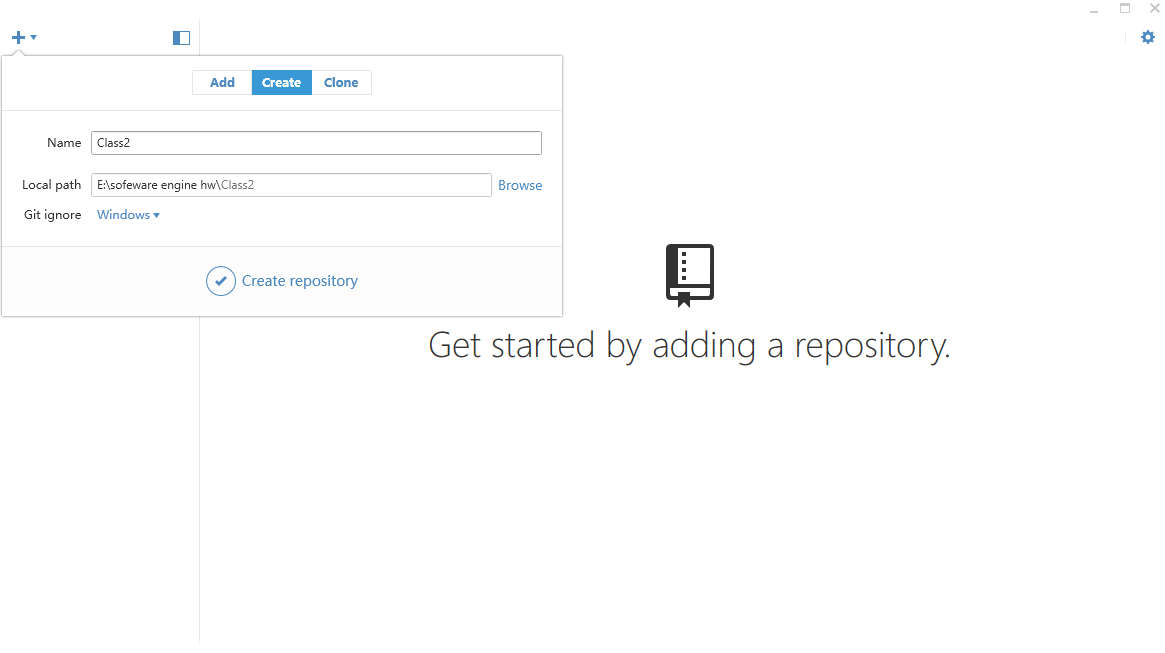 Add Create Clone
Name Class2
Local path E:\sofeware engine hw\Class2 Browse
Git ignore Windows
Create repository
Get started by adding a repository.